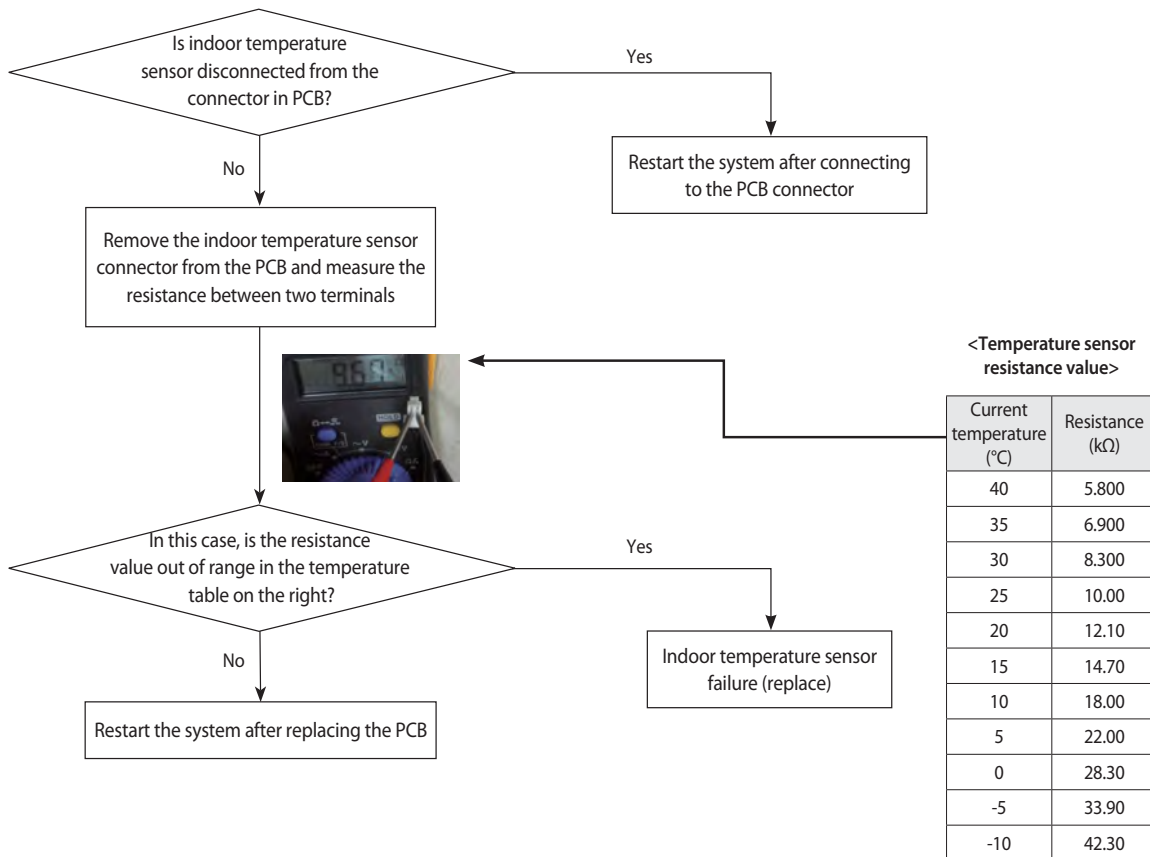 Is indoor temperature
sensor disconnected from the
connector in PCB?
Yes
Restart the system after connecting
to the PCB connector
No
Remove the indoor temperature sensor
connector from the PCB and measure the
resistance between two terminals
<Temperature sensor
resistance value>
Current
temperature
(°C)
Resistance
(kΩ)
40 5.800
35 6.900
30 8.300
25 10.00
20 12.10
15 14.70
10 18.00
5 22.00
0 28.30
-5 33.90
-10 42.30
In this case, is the resistance
value out of range in the temperature
table on the right?
Yes
Indoor temperature sensor
failure (replace)
No
Restart the system after replacing the PCB